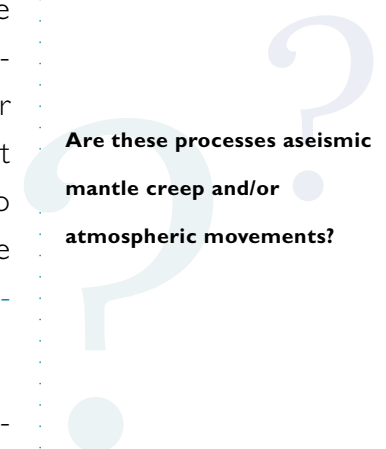 e
-
r
t
o
e
-
-
Are these processes aseismic
mantle creep and/or
atmospheric movements?
? ?